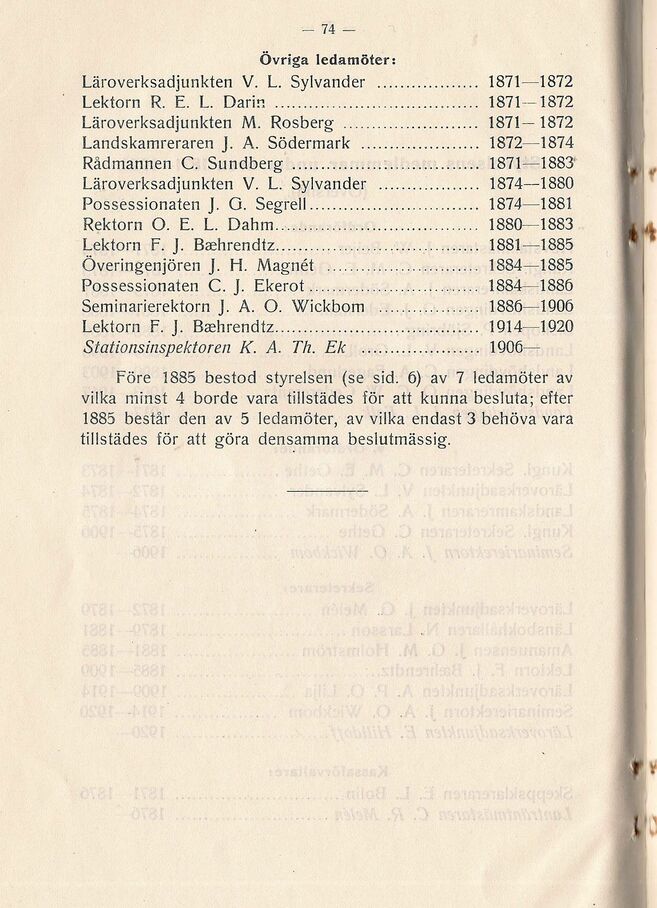 — 74 —
Övriga ledamöter:
Läroverksadjunkten V. L. Sylvander ................. 1871—1872
Lektorn R. E. L. Darin .................................. 1871—1872
Läroverksadjunkten M. Rosberg ...................... 1871—1872
Landskamreraren J. A. Södermark .................... 1872—1874
Rådmannen C. Sundberg ................................ 1871—1883
Läroverksadjunkten V. L. Sylvander ................. 1874—1880
Possessionaten J. G. Segrell............................ 1874—1881
Rektorn O. E. L. Dahm.................................. 1880—1883
Lektorn F. J. Bæhrendtz.................................. 1881—1885
Överingenjören J. H. Magnét ......................... 1884—1885
Possessionaten C. J. Ekerot............................. 1884—1886
Seminarierektorn J. A. O. Wickbom ................. 1886—1906
Lektorn F. J. Bæhrendtz.................................. 1914—1920
Stationsinspektoren K. A. Th. Ek .................... 1906—
Före 1885 bestod styrelsen (se sid. 6) av 7 ledamöter av
vilka minst 4 borde vara tillstädes för att kunna besluta; efter
1885 består den av 5 ledamöter, av vilka endast 3 behöva vara
tillstädes för att göra densamma beslutmässig.